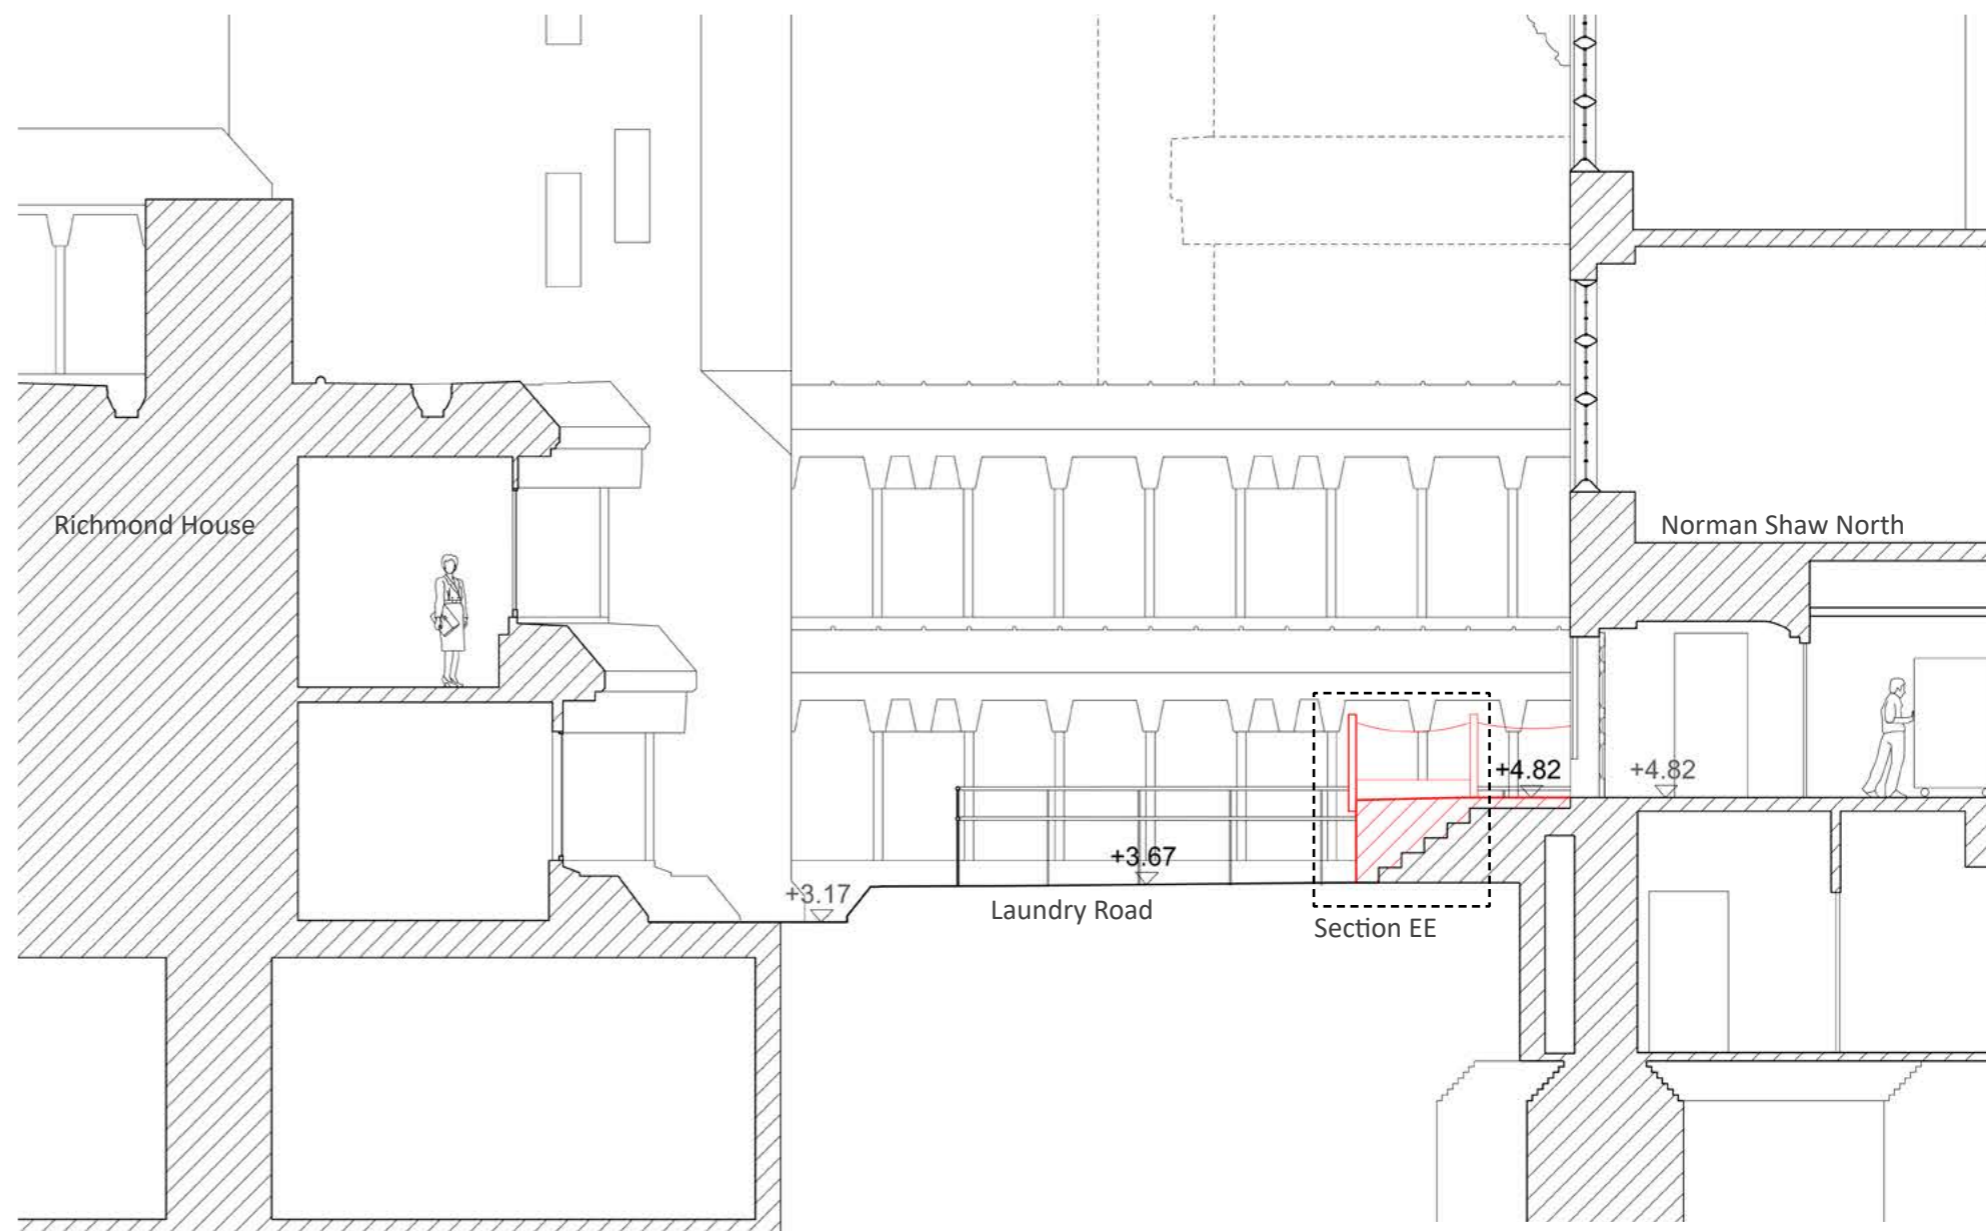 Richmond House
Norman Shaw North
+4.82
+4.82
+3.67
+3.17
Laundry Road
Section EE